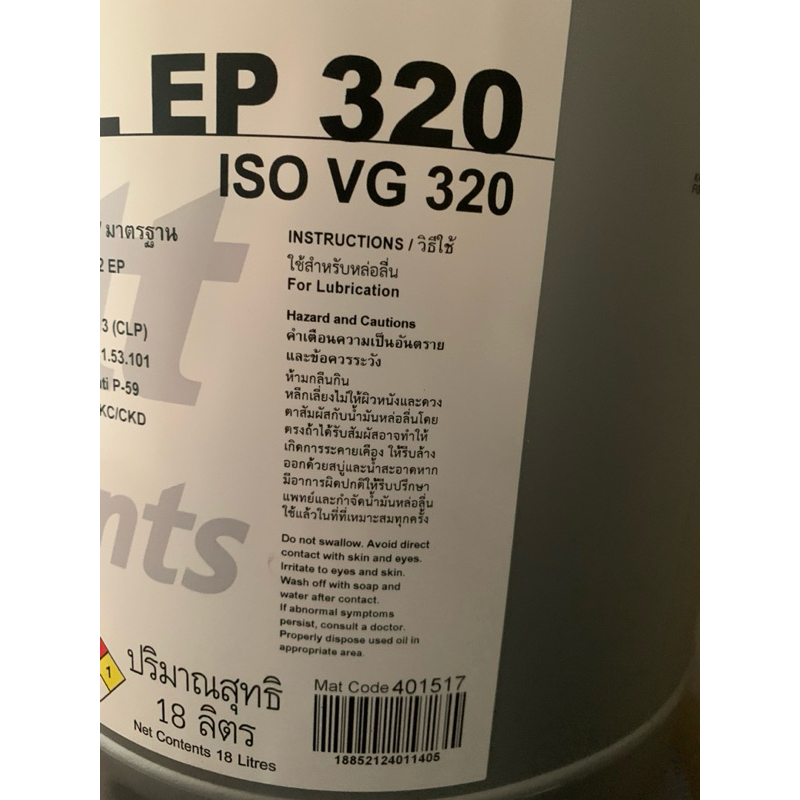 EP 320
ISO VG 320
มาตรฐาน
2 EP
3 (CLP)
1.53.101
P-59
KC/CKD
INSTRUCTIONS / วิธีใช้
ใช้สำหรับหล่อลื่น
For Lubrication
Hazard and Cautions
คำเตือนความเป็นอันตราย
และข้อควรระวัง
ห้ามกลืนกิน
หลีกเลี่ยงไม่ให้ผิวหนังและดวง
ตาสัมผัสกับน้ำมันหล่อลื่นโดย
ตรงถ้าได้รับสัมผัสอาจทำให้
เกิดการระคายเคือง ให้รีบล้าง
ออกด้วยสบู่และน้ำสะอาดหาก
มีอาการผิดปกติให้รีบปรึกษา
แพทย์และกำจัดน้ำมันหล่อลื่น
ใช้แล้วในที่ที่เหมาะสมทุกครั้ง
Do not swallow. Avoid direct
contact with skin and eyes.
Irritate to eyes and skin.
Wash off with soap and
water after contact.
If abnormal symptoms
persist, consult a doctor.
Properly dispose used oil in
appropriate area.
1
ปริมาณสุทธิ
18 ลิตร
Net Contents 18 Litres
Mat Code 401517
18852124011405